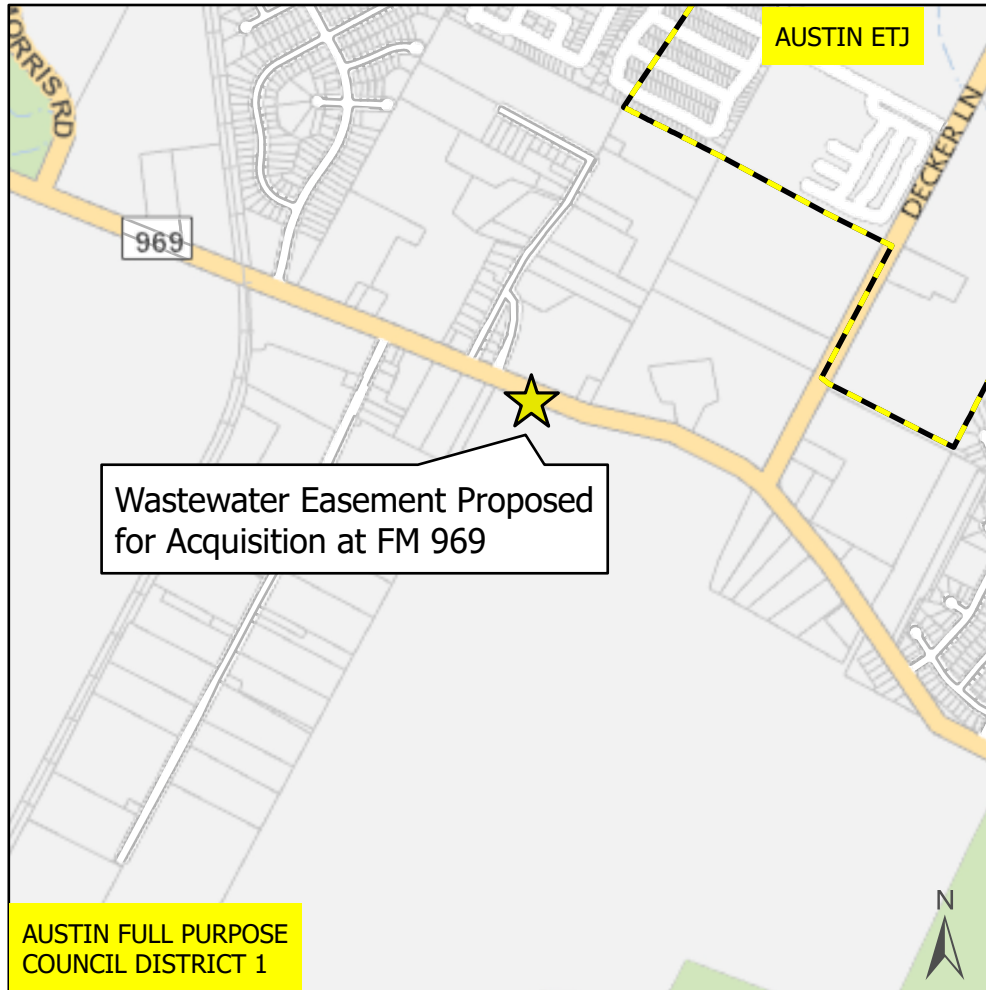 AUSTIN ETJ
ORRIS RD
DECKER LN
969
Wastewater Easement Proposed
for Acquisition at FM 969
AUSTIN FULL PURPOSE
COUNCIL DISTRICT 1
N